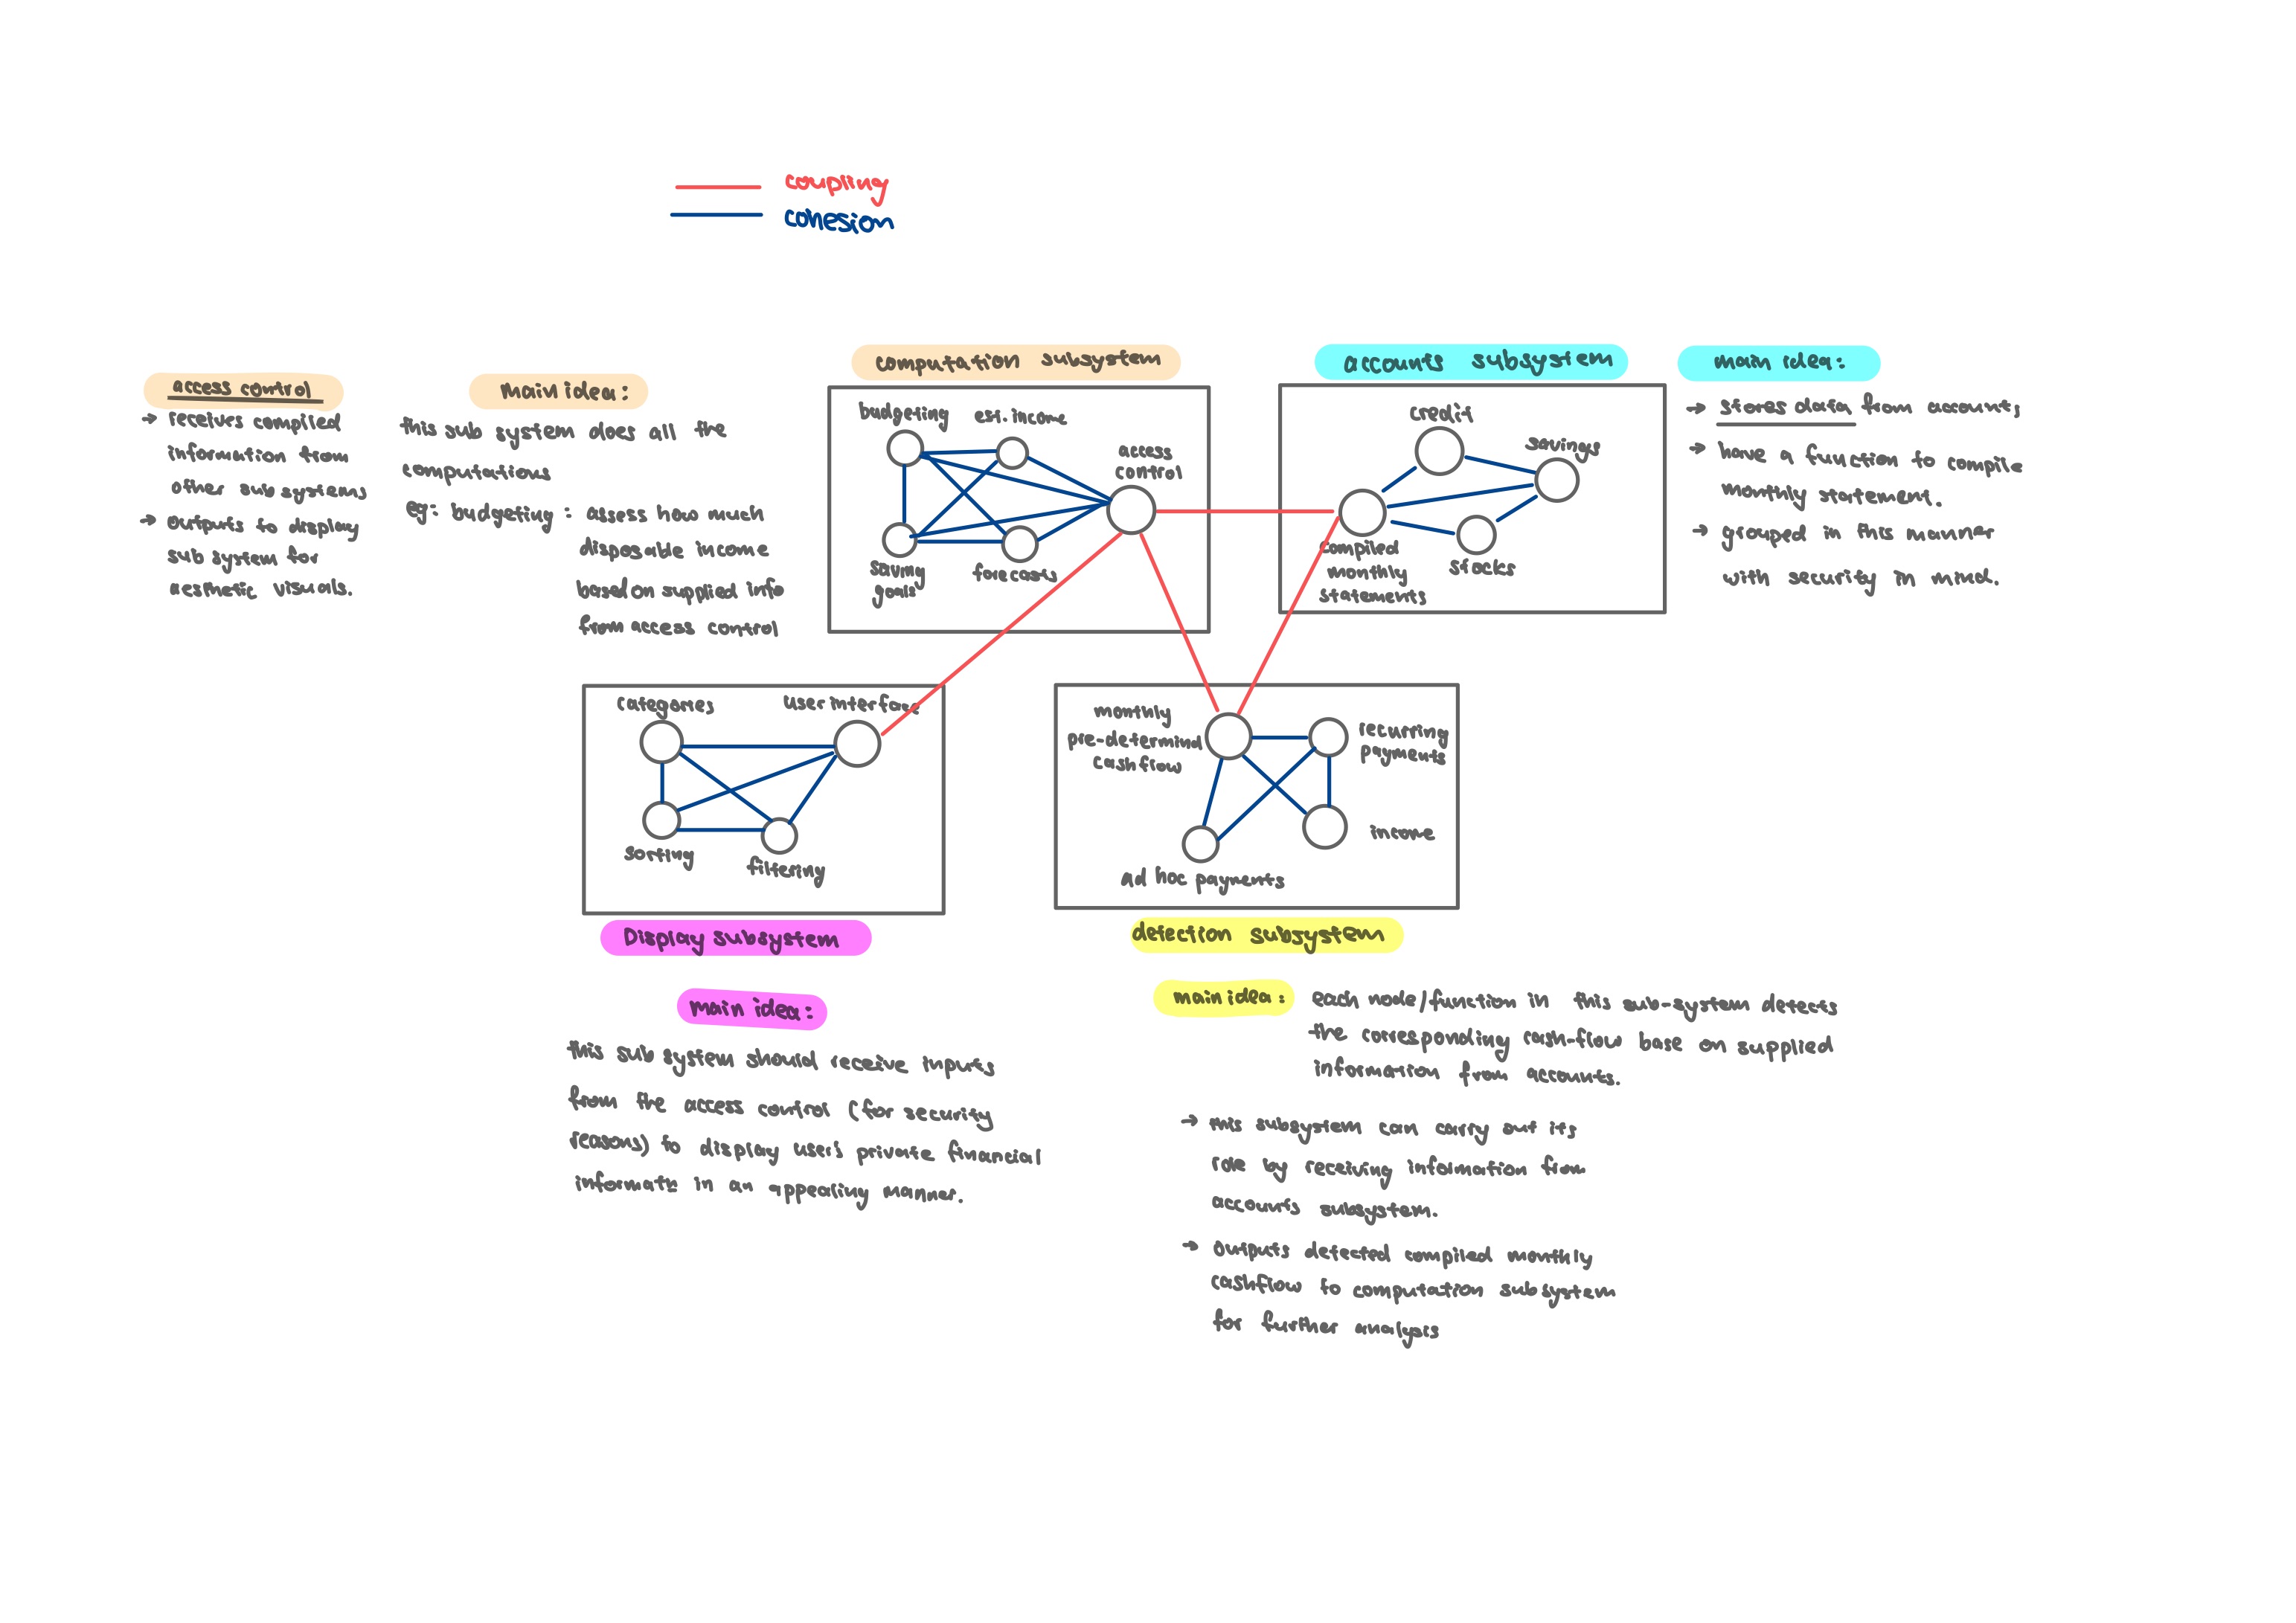 coupling
cohesion
access control
→ receives compiled
information from
other sub systems
→ outputs to display
sub system for
aesthetic visuals.
main idea:
this sub system does all the
computations
eg: budgeting : assess how much
disposable income
based on supplied info
from access control
computation subsystem
budgeting
est. income
access
control
saving
goals
forecasts
accounts subsystem
credit
savings
compiled
monthly
statements
stocks
main idea:
→ stores data from accounts
→ have a function to compile
monthly statement.
→ grouped in this manner
with security in mind.
categories
user interface
sorting
filtering
Display subsystem
main idea:
this sub system should receive inputs
from the access control (for security
reasons) to display user's private financial
in an appealing manner.
monthly
pre-determind
cashflow
recurring
payments
income
ad hoc payments
detection subsystem
main idea: each node/function in this sub-system detects
the corresponding cash-flow base on supplied
information from accounts.
→ this subsystem can carry out its
role by receiving information from
accounts subsystem.
→ outputs detected compiled monthly
cashflow to computation subsystem
for further analysis